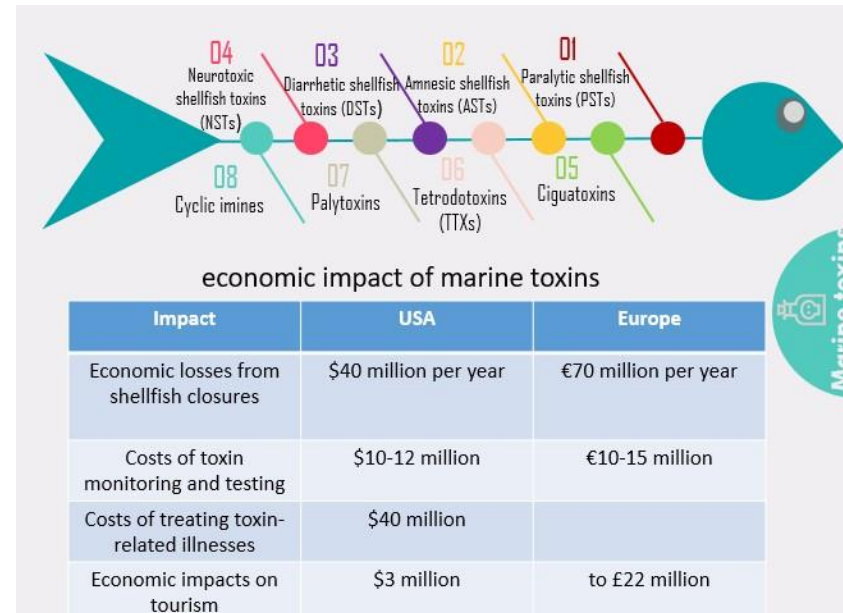 04
Neurotoxic
shellfish toxins
(NSTs)
03
Diarrhetic shellfish
toxins (DSTs)
02
Amnesic shellfish
toxins (ASTs)
01
Paralytic shellfish
toxins (PSTs)
08
Cyclic imines
07
Palytoxins
06
Tetrodotoxins
(TTXs)
05
Ciguatoxins
Marine toxins
economic impact of marine toxins
Impact USA Europe
Economic losses from $40 million per year €70 million per year
shellfish closures
Costs of toxin $10-12 million €10-15 million
monitoring and testing
Costs of treating toxin- $40 million
related illnesses
Economic impacts on $3 million to £22 million
tourism